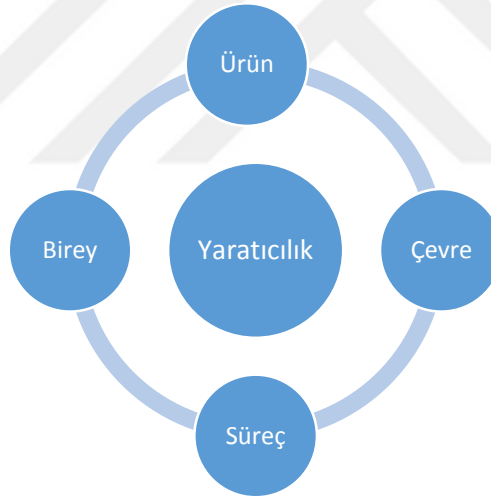 Ürün
Birey
Yaratıcılık
Çevre
Süreç